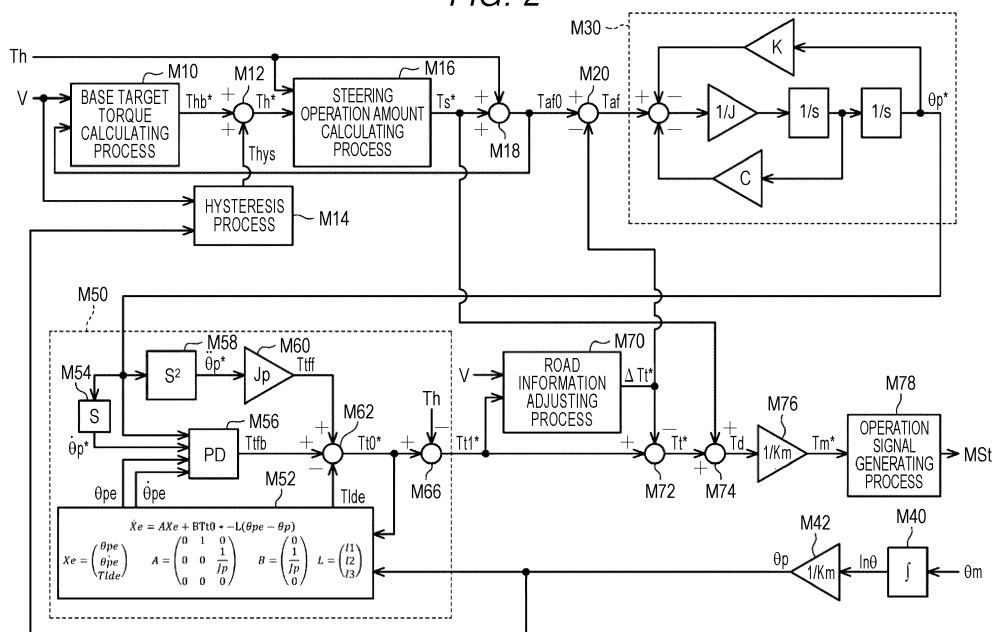 FIG. 2
M30
Th
V
M10
BASE TARGET
TORQUE
CALCULATING
PROCESS
Thb*
M12
+
+
Th*
Thys
M16
STEERING
OPERATION AMOUNT
CALCULATING
PROCESS
Ts*
+
+
M18
Taf0
M20
+
−
Taf
+
−
−
K
1/J
1/s
1/s
θp*
C
HYSTERESIS
PROCESS
M14
M50
M54
S
θ̇p*
M58
S²
θ̈p*
M60
Jp
Ttff
M56
PD
Ttfb
+
+
−
M62
Tt0*
Th
+
−
M66
Tt1*
V
M70
ROAD
INFORMATION
ADJUSTING
PROCESS
Δ Tt*
+
−
M72
Tt*
+
+
M74
Td
M76
1/Km
Tm*
M78
OPERATION
SIGNAL
GENERATING
PROCESS
MSt
θpe
θ̇pe
M52
Tlde
Ẋe = AXe + BTt0 * −L(θpe − θp)
Xe = (θpe θ̇pe Tlde) A = (0 1 0 0 0 1/Jp 0 0 0) B = (0 1/Jp 0) L = (l1 l2 l3)
θp
M42
1/Km
Inθ
M40
∫
θm